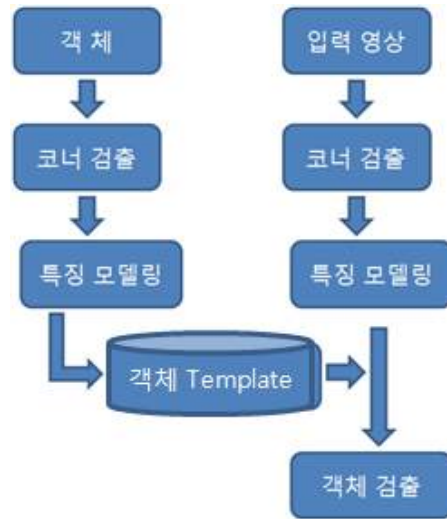 객 체
입력 영상
코너 검출
코너 검출
특징 모델링
특징 모델링
객체 Template
객체 검출